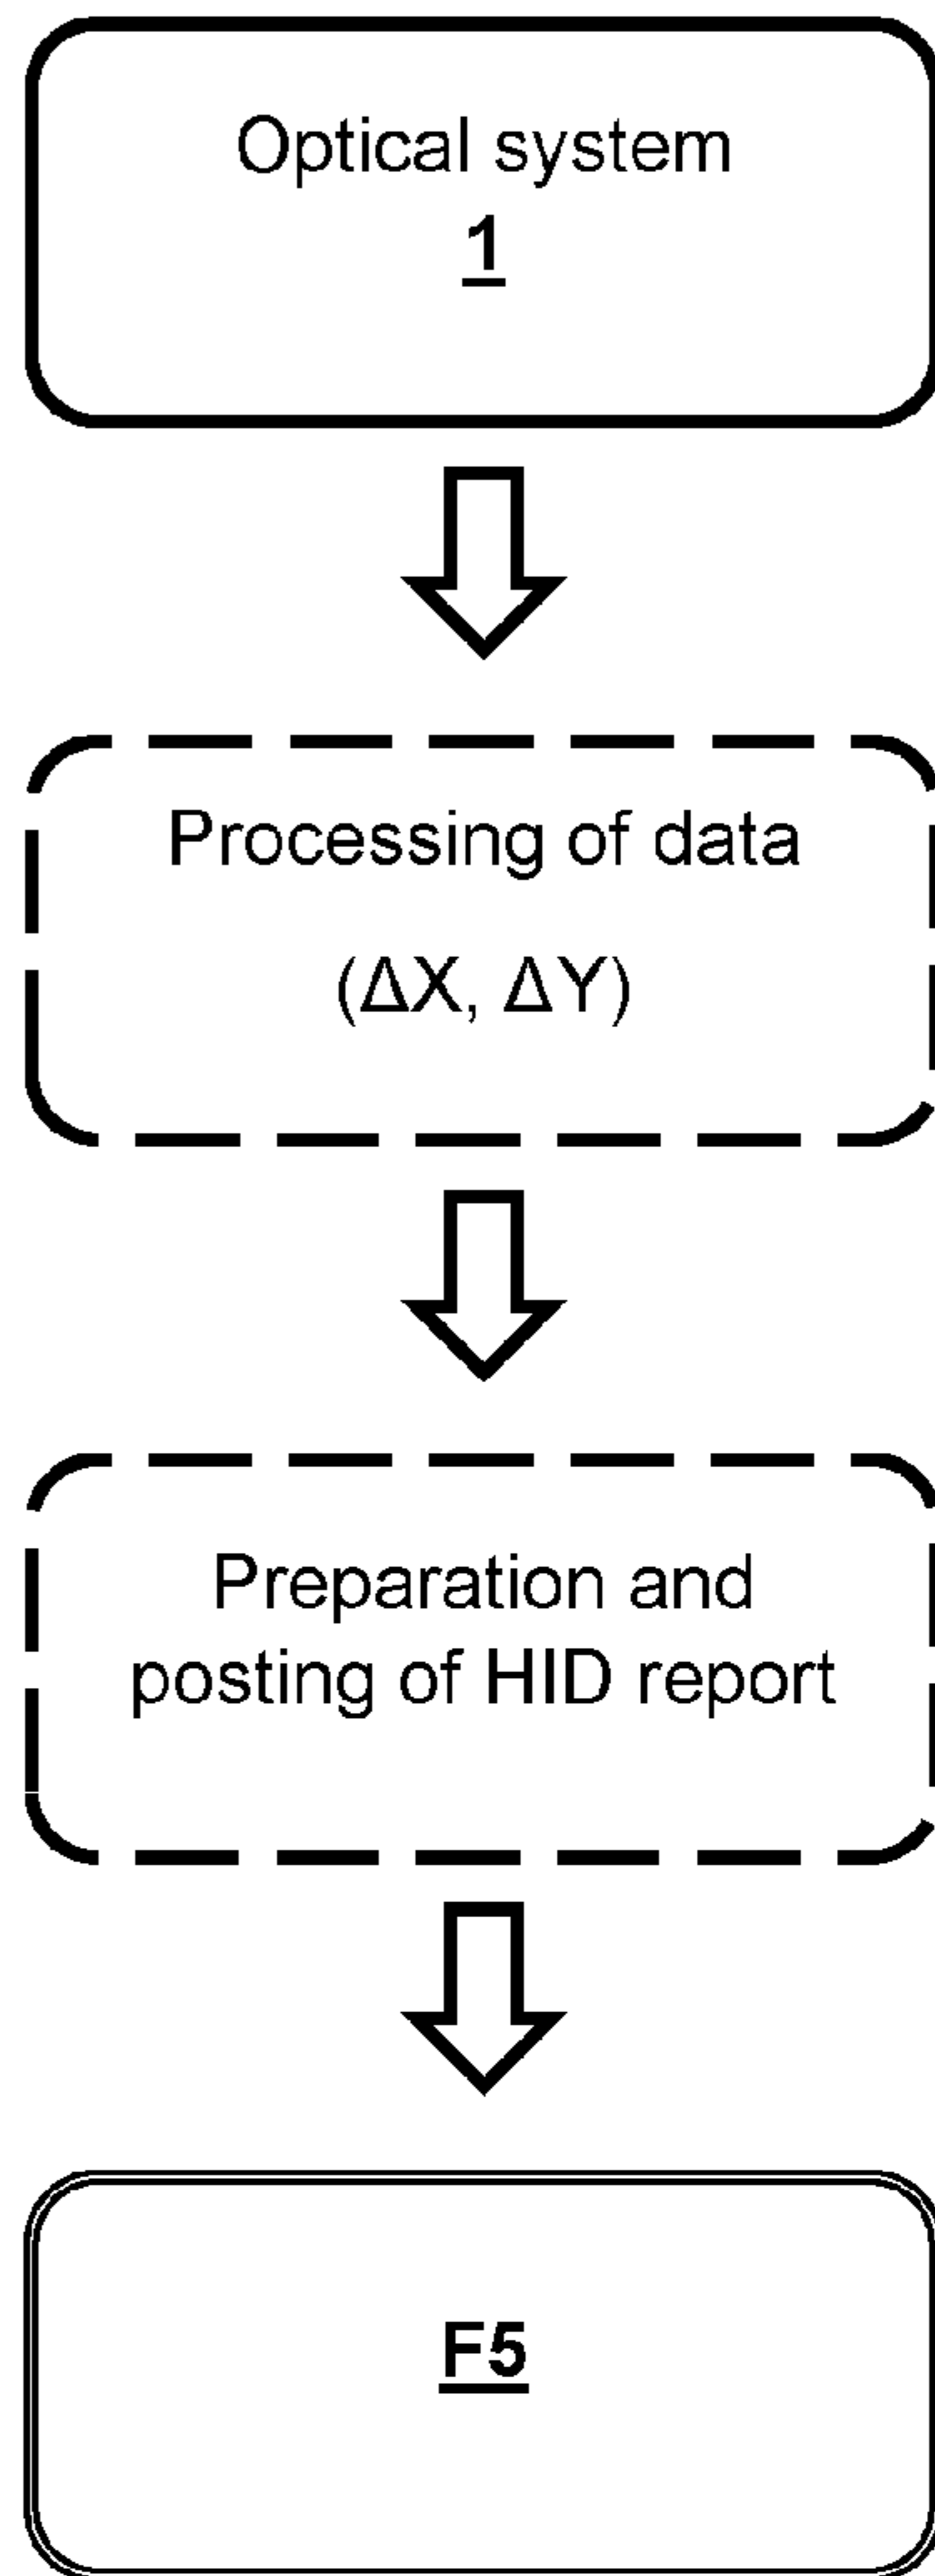 Optical system
1
Processing of data
(ΔX, ΔY)
Preparation and
posting of HID report
F5